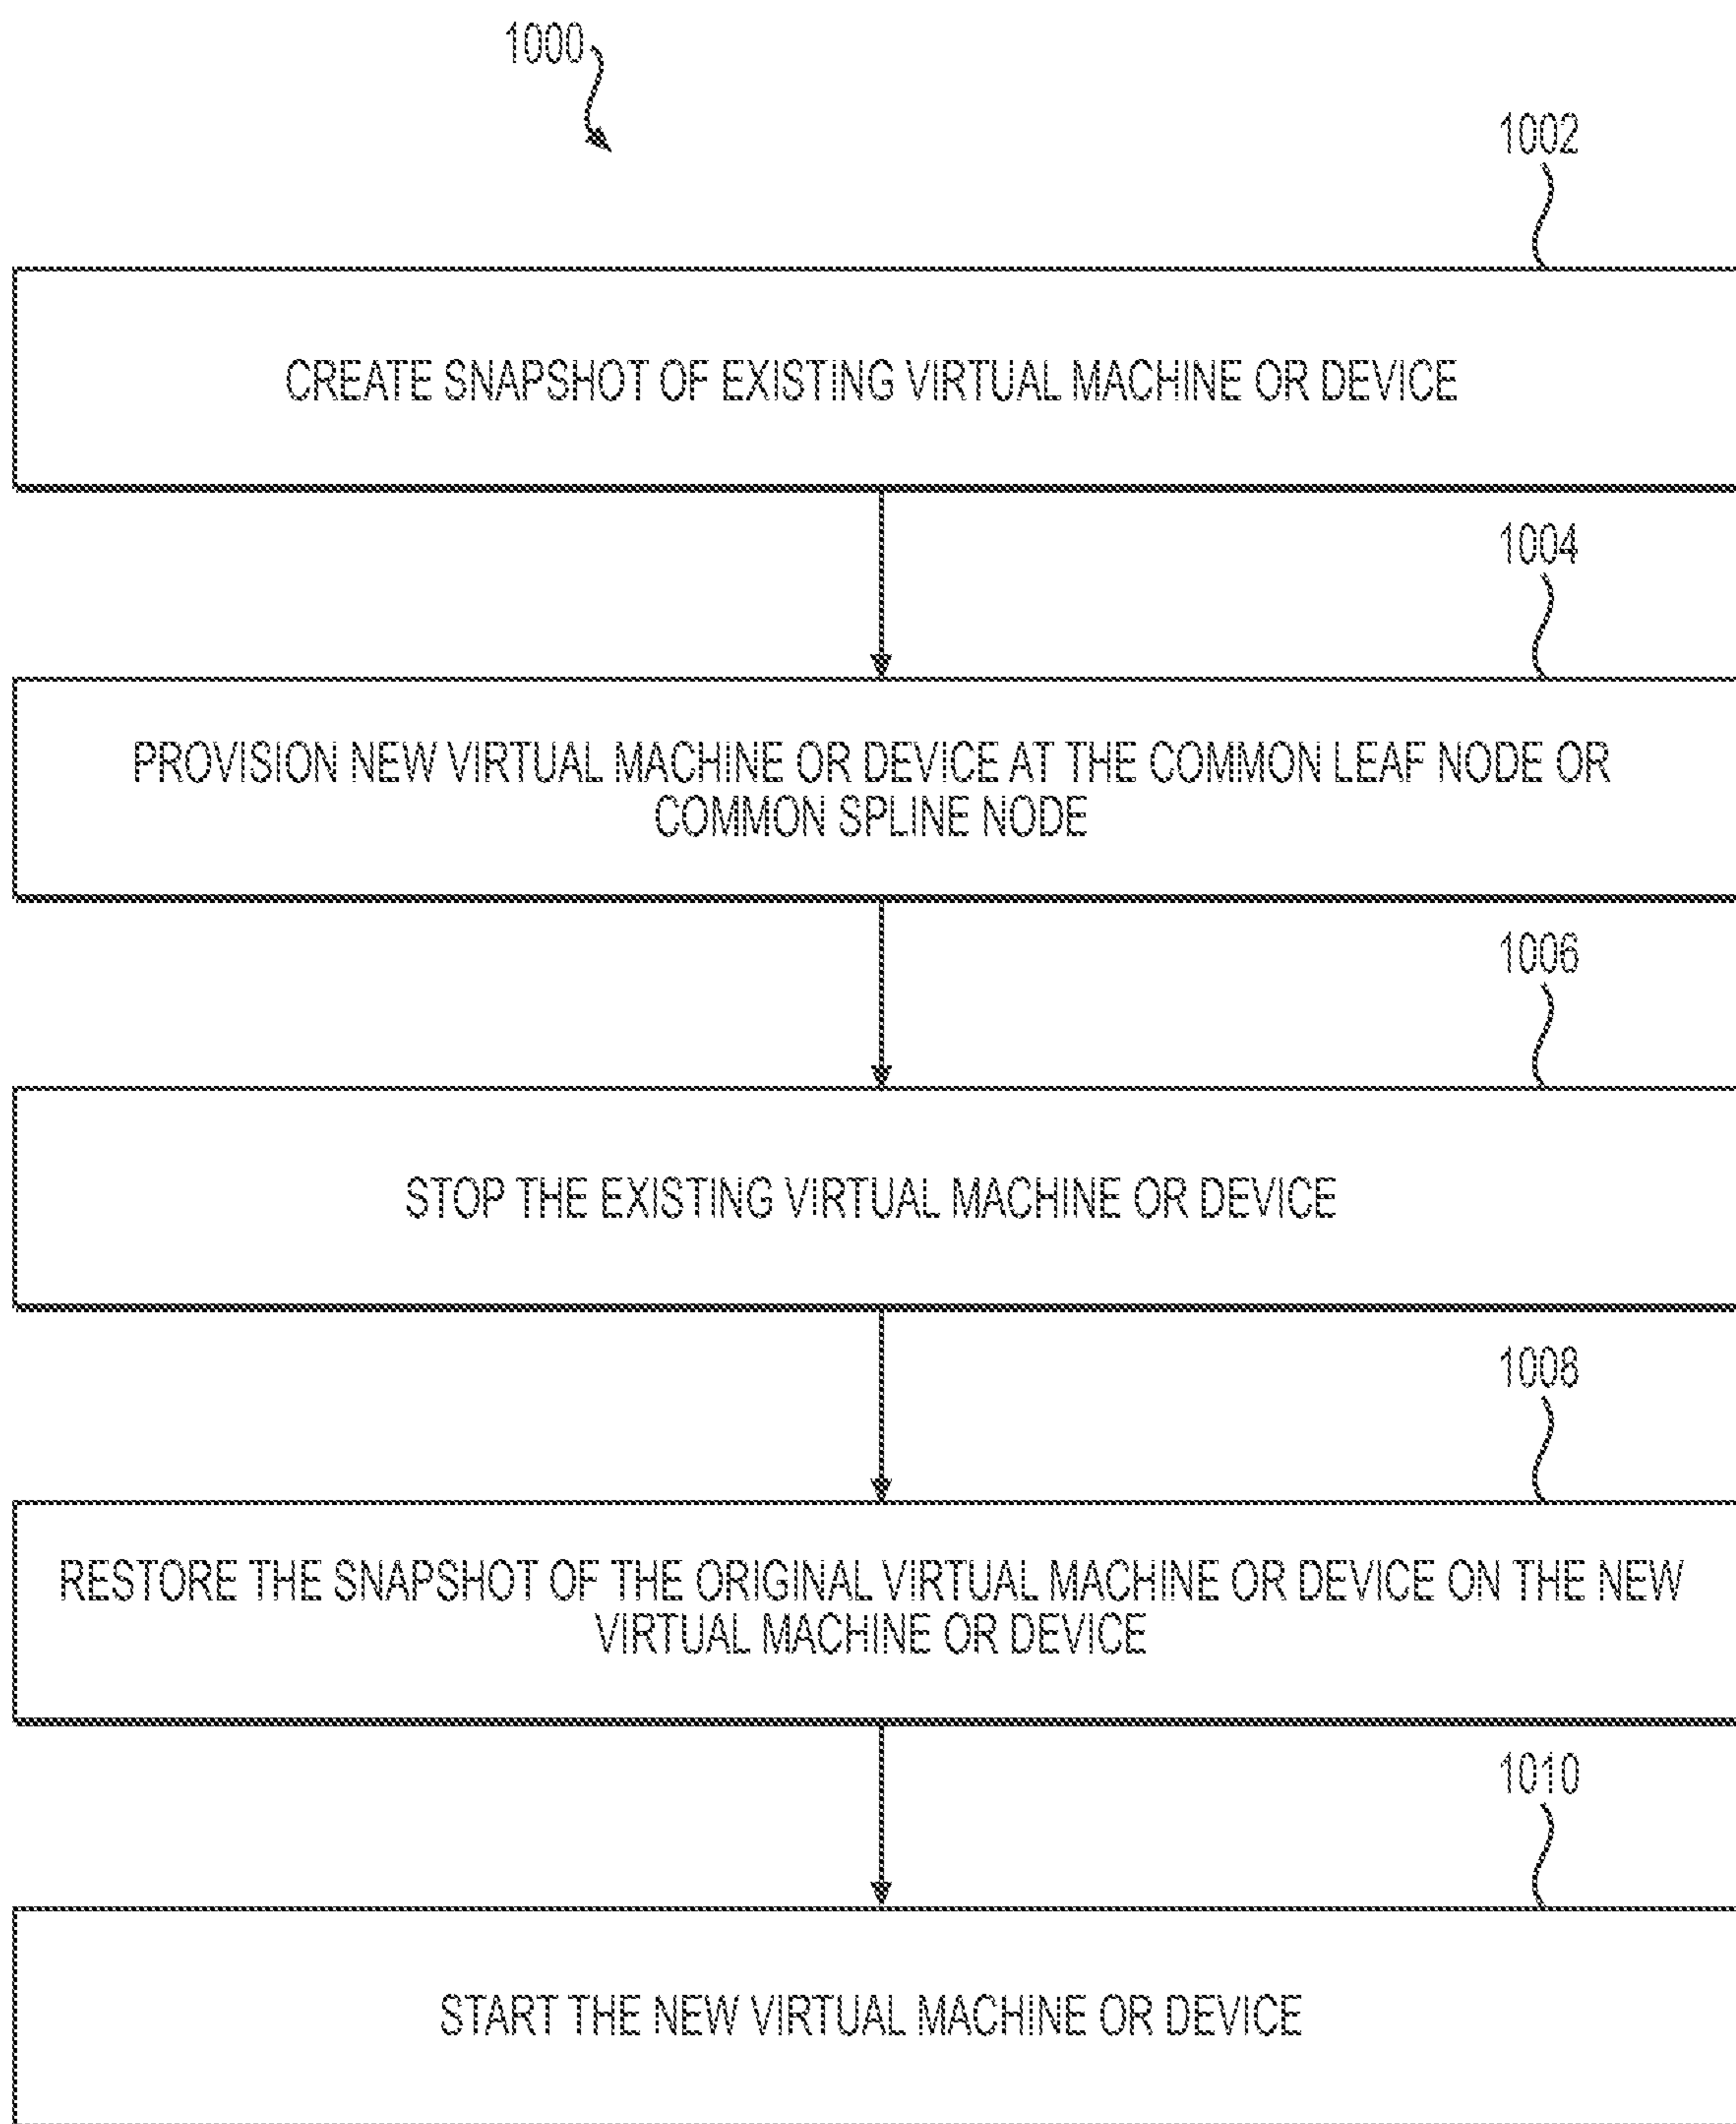 1000
1002
CREATE SNAPSHOT OF EXISTING VIRTUAL MACHINE OR DEVICE
1004
PROVISION NEW VIRTUAL MACHINE OR DEVICE AT THE COMMON LEAF NODE OR
COMMON SPLINE NODE
1006
STOP THE EXISTING VIRTUAL MACHINE OR DEVICE
1008
RESTORE THE SNAPSHOT OF THE ORIGINAL VIRTUAL MACHINE OR DEVICE ON THE NEW
VIRTUAL MACHINE OR DEVICE
1010
START THE NEW VIRTUAL MACHINE OR DEVICE